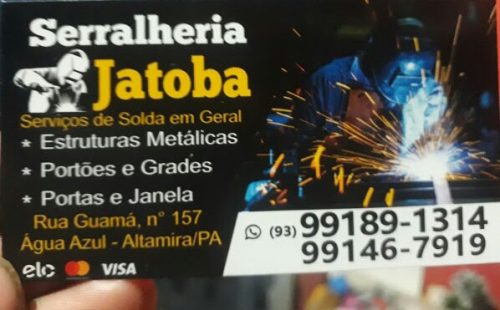 Serralheria
Jatoba
Serviços de Solda em Geral
* Estruturas Metálicas
* Portões e Grades
* Portas e Janela
Rua Guamá, n° 157
Água Azul - Altamira/PA
(93) 99189-1314
99146-7919
elo VISA